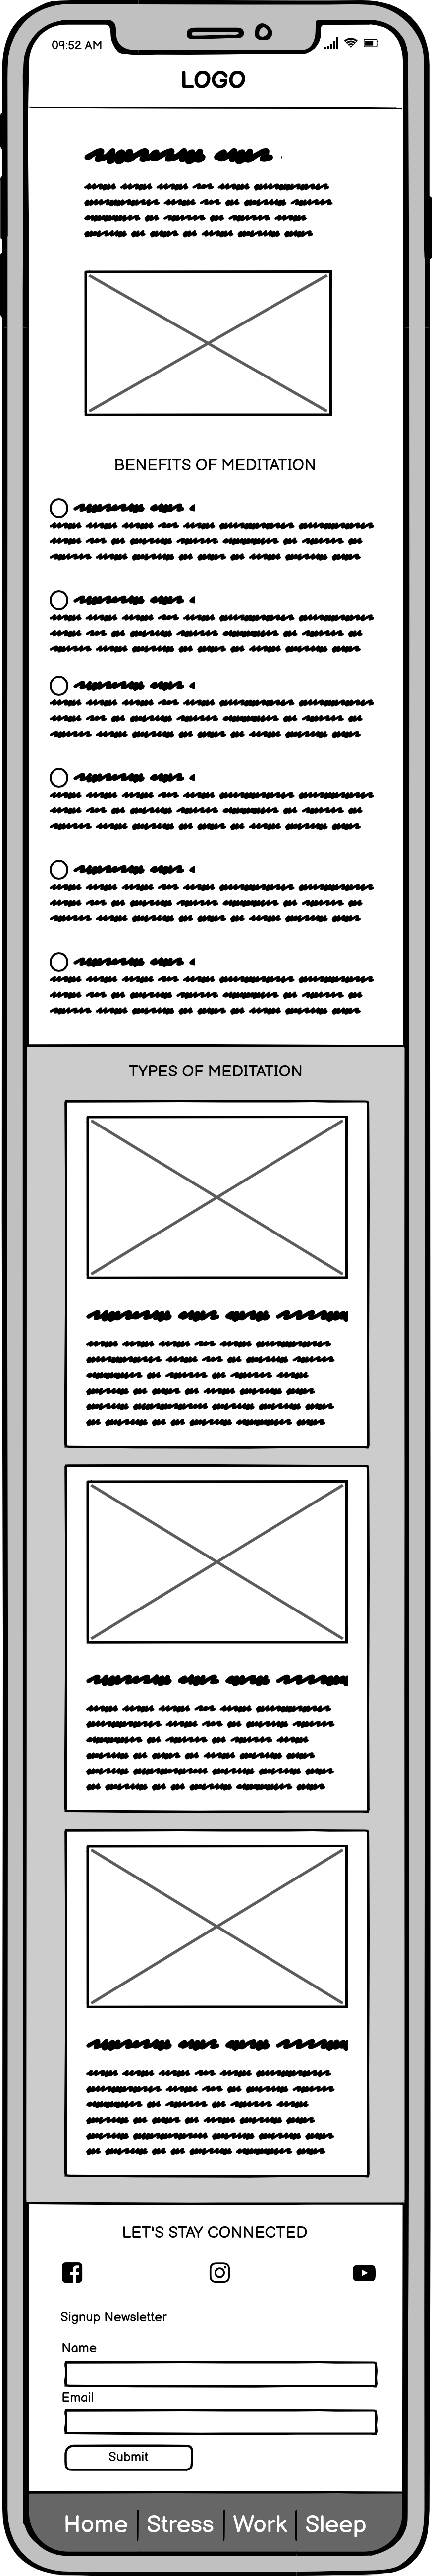 09:52 AM
LOGO
BENEFITS OF MEDITATION
TYPES OF MEDITATION
LET'S STAY CONNECTED
Signup Newsletter
Name
Email
Submit
Home Stress Work Sleep